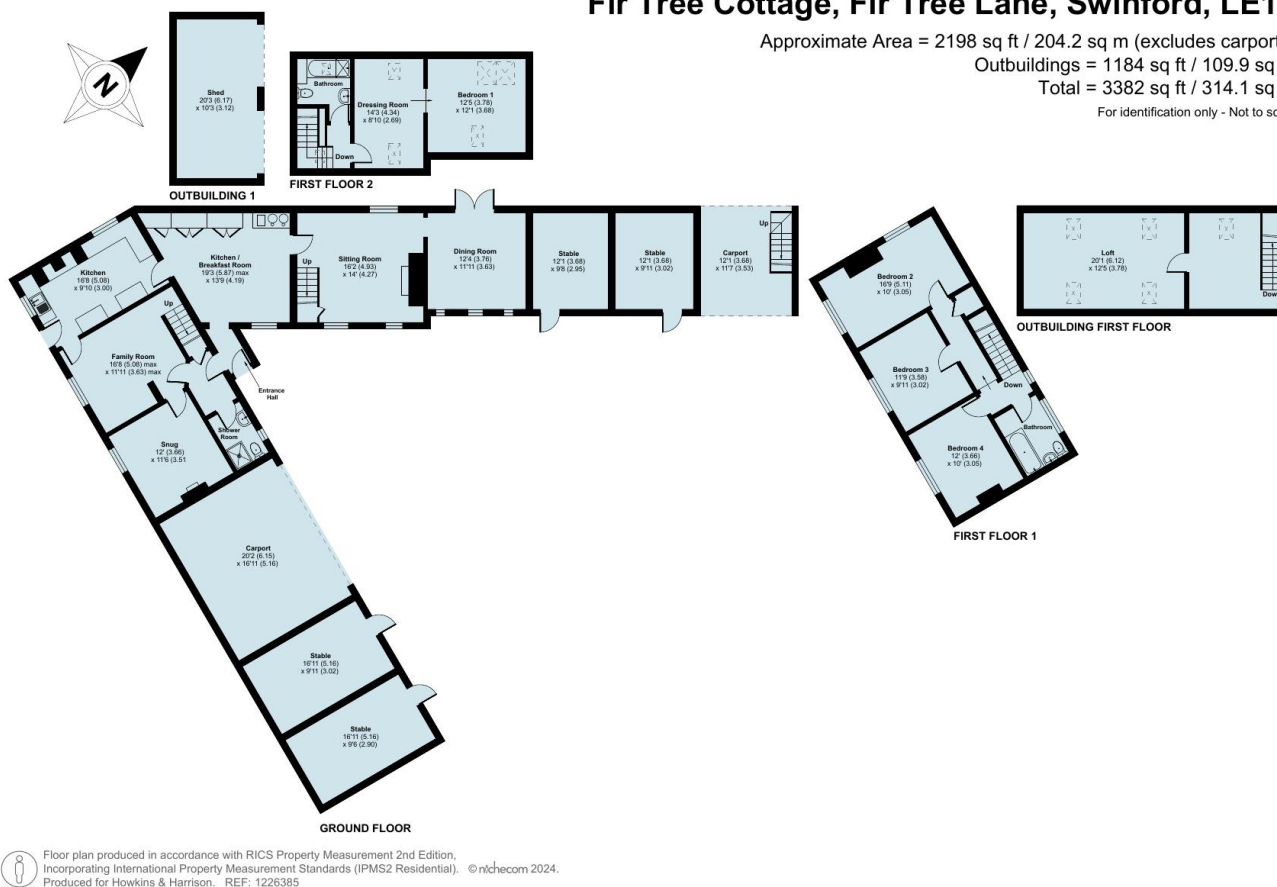 Fir Tree Cottage, Fir Tree Lane, Swinford, LE1
Approximate Area = 2198 sq ft / 204.2 sq m (excludes carport
Outbuildings = 1184 sq ft / 109.9 sq
Total = 3382 sq ft / 314.1 sq
For identification only - Not to sc
N
Shed
20'3 (6.17)
x 10'3 (3.12)
OUTBUILDING 1
Bathroom
Dressing Room
14'3 (4.34)
x 8'10 (2.69)
Bedroom 1
12'5 (3.78)
x 12'1 (3.68)
Down
FIRST FLOOR 2
Kitchen
16'8 (5.08)
x 9'10 (3.00)
Kitchen /
Breakfast Room
19'3 (5.87) max
x 13'9 (4.19)
Up
Sitting Room
16'2 (4.93)
x 14' (4.27)
Dining Room
12'4 (3.76)
x 11'11 (3.63)
Stable
12'1 (3.68)
x 9'8 (2.95)
Stable
12'1 (3.68)
x 9'11 (3.02)
Up
Carport
12'1 (3.68)
x 11'7 (3.53)
Up
Family Room
16'8 (5.08) max
x 11'11 (3.63) max
Entrance
Hall
Shower
Room
Snug
12' (3.66)
x 11'6 (3.51
Carport
20'2 (6.15)
x 16'11 (5.16)
Stable
16'11 (5.16)
x 9'11 (3.02)
Stable
16'11 (5.16)
x 9'6 (2.90)
GROUND FLOOR
Bedroom 2
16'9 (5.11)
x 10' (3.05)
Bedroom 3
11'9 (3.58)
x 9'11 (3.02)
Down
Bathroom
Bedroom 4
12' (3.66)
x 10' (3.05)
FIRST FLOOR 1
Loft
20'1 (6.12)
x 12'5 (3.78)
Down
OUTBUILDING FIRST FLOOR
Floor plan produced in accordance with RICS Property Measurement 2nd Edition,
Incorporating International Property Measurement Standards (IPMS2 Residential). © nıchecom 2024.
Produced for Howkins & Harrison. REF: 1226385